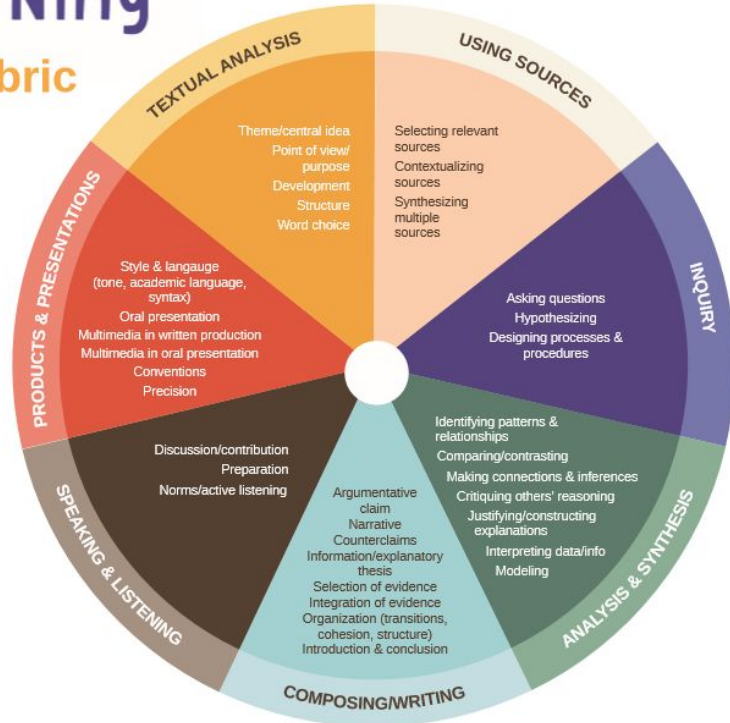 bric
TEXTUAL ANALYSIS
Theme/central idea
Point of view/
purpose
Development
Structure
Word choice
USING SOURCES
Selecting relevant
sources
Contextualizing
sources
Synthesizing
multiple
sources
INQUIRY
Asking questions
Hypothesizing
Designing processes &
procedures
ANALYSIS & SYNTHESIS
Identifying patterns &
relationships
Comparing/contrasting
Making connections & inferences
Critiquing others' reasoning
Justifying/constructing
explanations
Interpreting data/info
Modeling
COMPOSING/WRITING
Argumentative
claim
Narrative
Counterclaims
Information/explanatory
thesis
Selection of evidence
Integration of evidence
Organization (transitions,
cohesion, structure)
Introduction & conclusion
SPEAKING & LISTENING
Discussion/contribution
Preparation
Norms/active listening
PRODUCTS & PRESENTATIONS
Style & langauge
(tone, academic language,
syntax)
Oral presentation
Multimedia in written production
Multimedia in oral presentation
Conventions
Precision